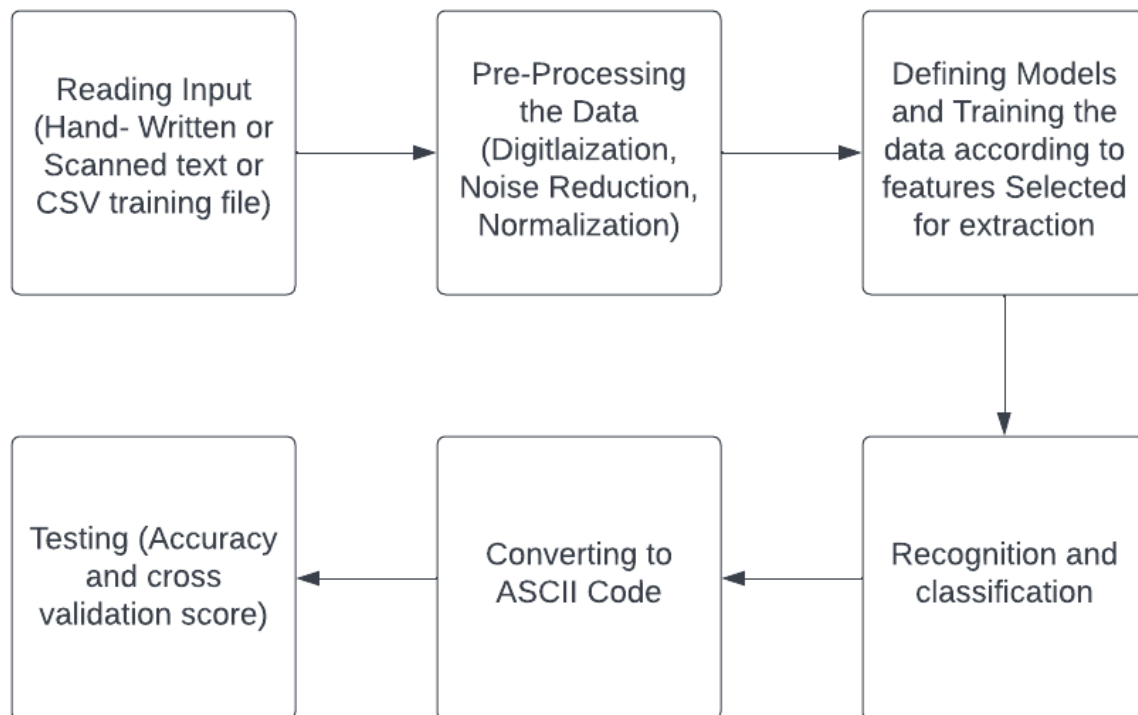 Reading Input
(Hand- Written or
Scanned text or
CSV training file)
Pre-Processing
the Data
(Digitlaization,
Noise Reduction,
Normalization)
Defining Models
and Training the
data according to
features Selected
for extraction
Recognition and
classification
Converting to
ASCII Code
Testing (Accuracy
and cross
validation score)